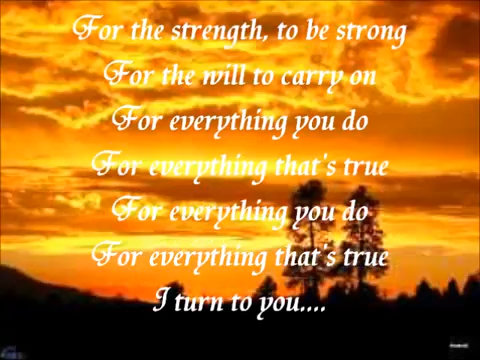 For the strength, to be strong
For the will to carry on
For everything you do
For everything that's true
For everything you do
For everything that's true
I turn to you....